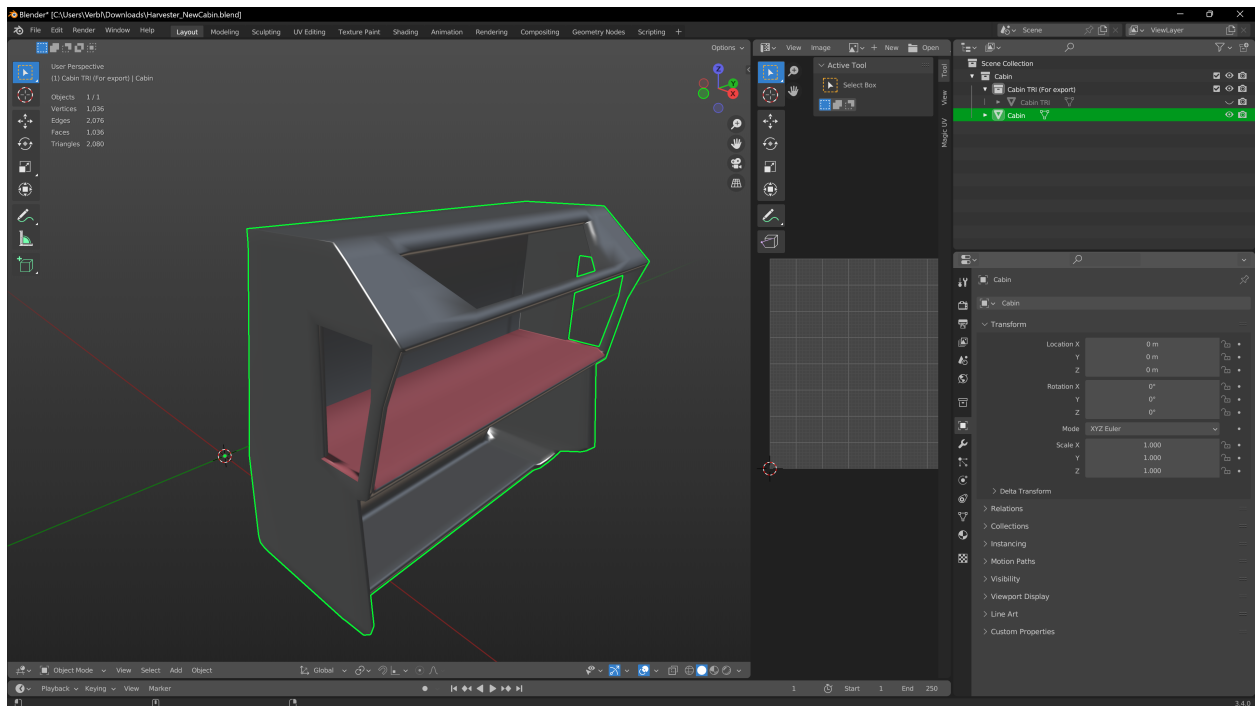 Blender* [C:\Users\Verbl\Downloads\Harvester_NewCabin.blend]
File Edit Render Window Help Layout Modeling Sculpting UV Editing Texture Paint Shading Animation Rendering Compositing Geometry Nodes Scripting + Scene ViewLayer
Options View Image New Open
User Perspective
(1) Cabin TRI (For export) | Cabin
Objects 1/1
Vertices 1,036
Edges 2,076
Faces 1,036
Triangles 2,080
Z
Y
X
Active Tool
Select Box
Tool
View
Magic UV
Scene Collection
Cabin
Cabin TRI (For export)
Cabin TRI
Cabin
Cabin
Cabin
Transform
Location X 0 m
Y 0 m
Z 0 m
Rotation X 0°
Y 0°
Z 0°
Mode XYZ Euler
Scale X 1.000
Y 1.000
Z 1.000
Delta Transform
Relations
Collections
Instancing
Motion Paths
Visibility
Viewport Display
Line Art
Custom Properties
Object Mode View Select Add Object Global
Playback Keying View Marker 1 Start 1 End 250
3.4.0